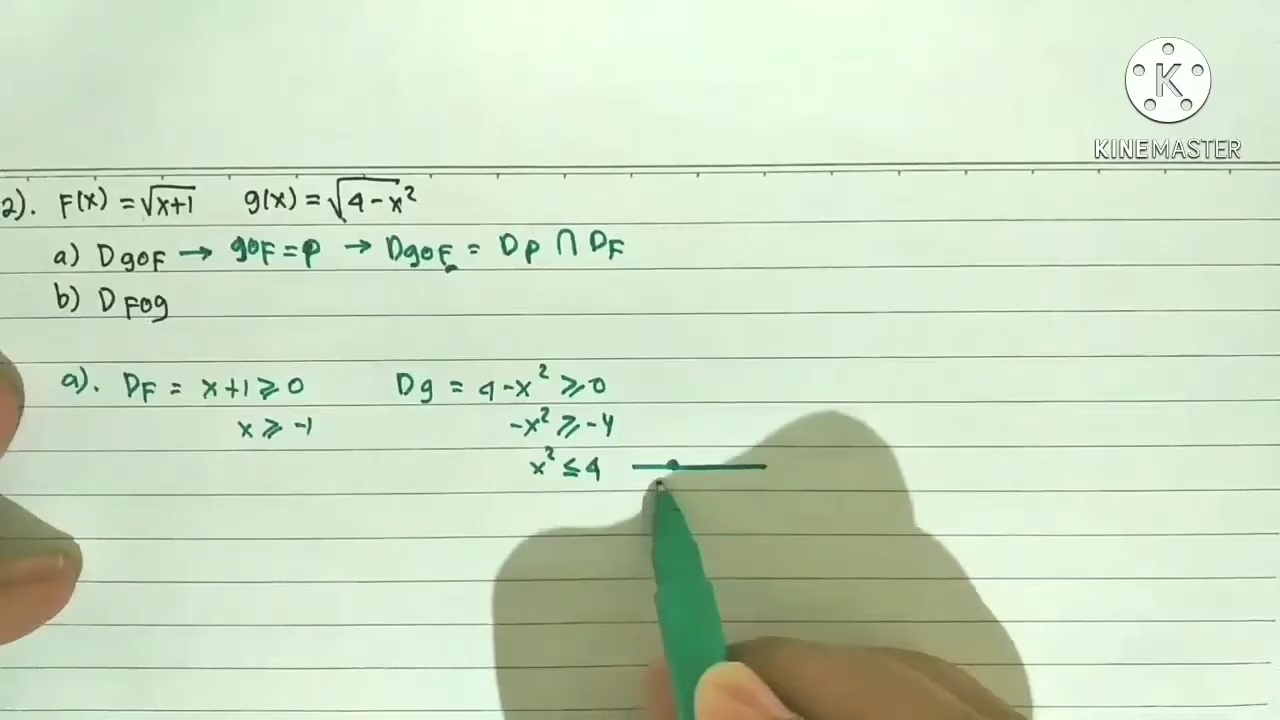 K
KINEMASTER
2). F(x) = √x+1 g(x) = √4-x²
a) DgoF → goF = p → DgoF = Dp ∩ DF
b) DFog
a). DF = x+1 ≥ 0 Dg = 4-x² ≥ 0
x ≥ -1 -x² ≥ -4
x² ≤ 4